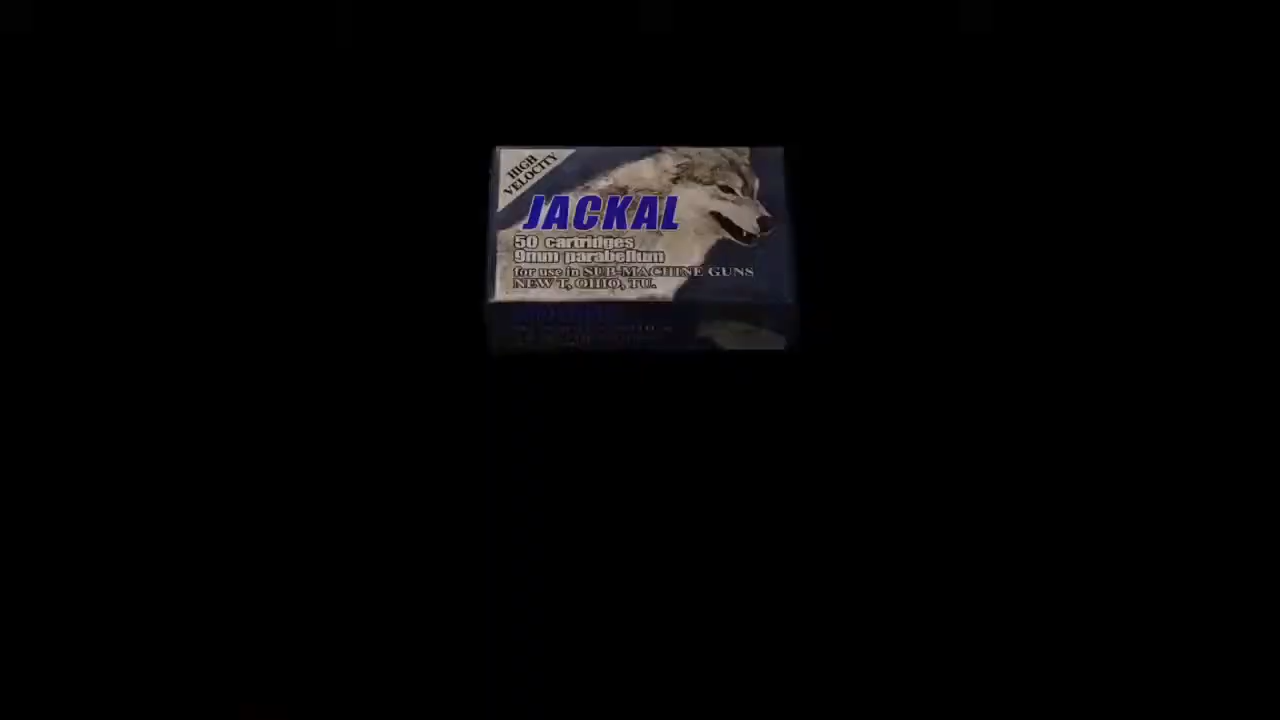 HIGH
VELOCITY
JACKAL
50 cartridges
9mm parabellum
for use in SUB-MACHINE GUNS
NEW T, OHIO, TU.